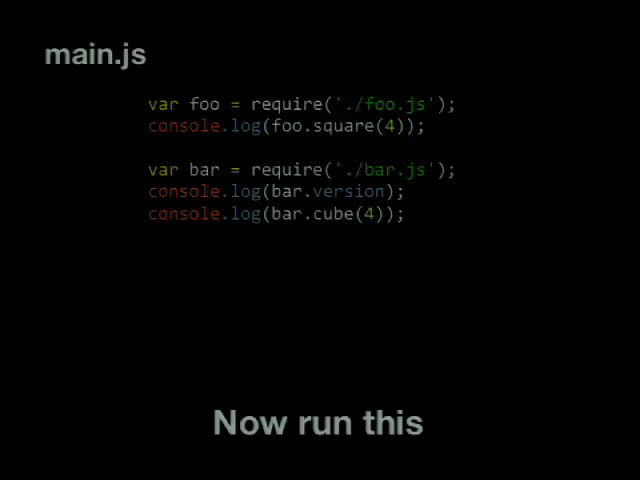 main.js
var foo = require('./foo.js');
console.log(foo.square(4));
var bar = require('./bar.js');
console.log(bar.version);
console.log(bar.cube(4));
Now run this